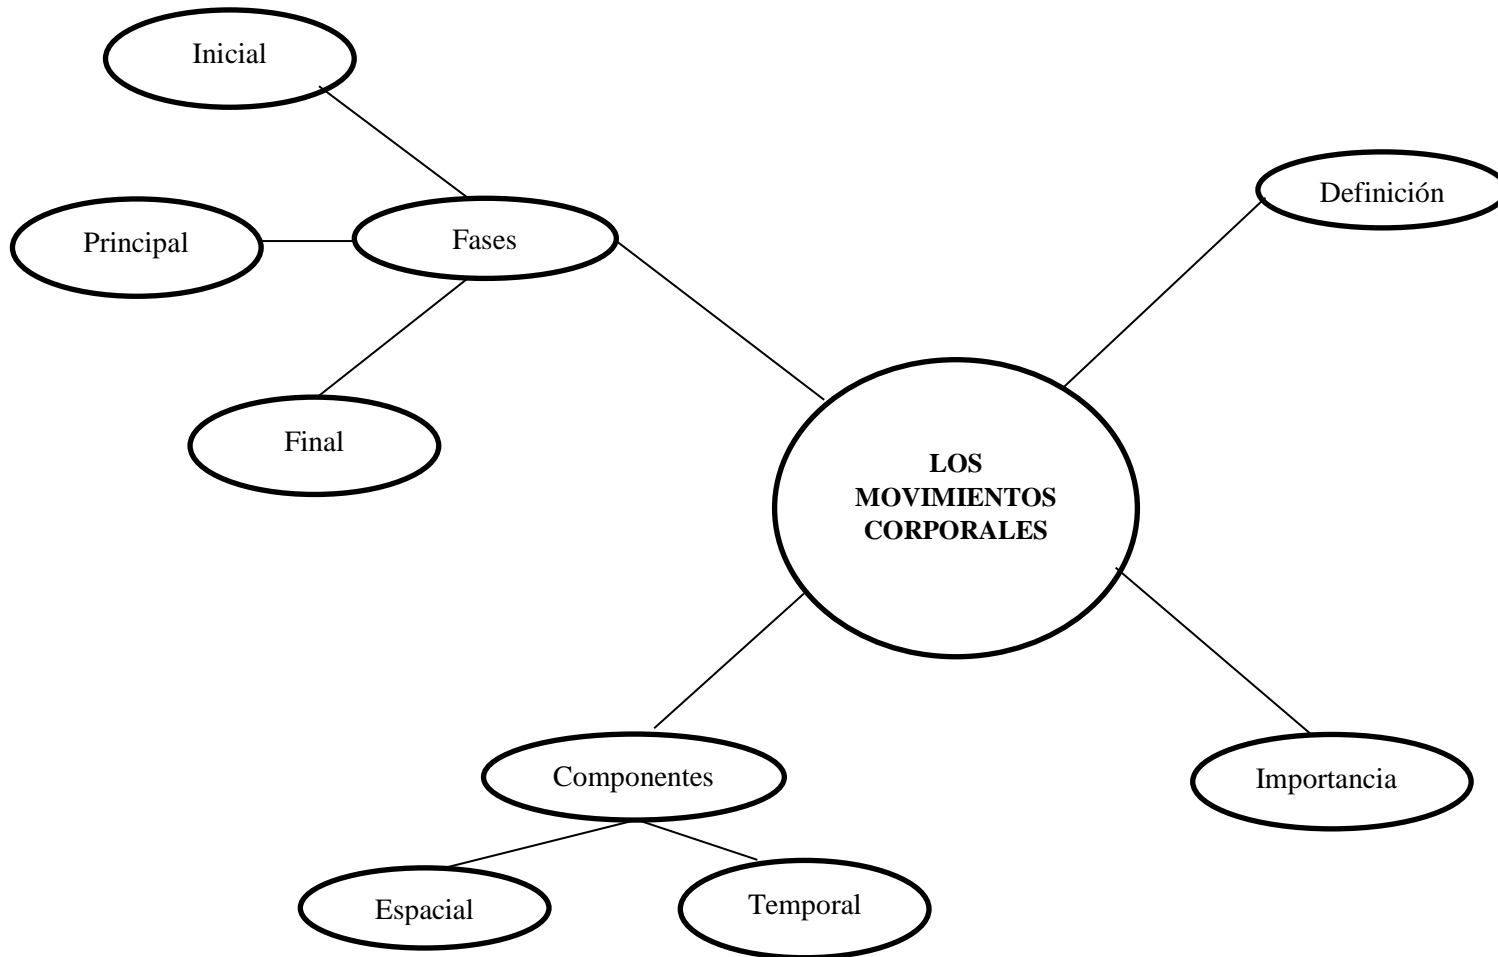 Inicial
Definición
Principal
Fases
Final
LOS
MOVIMIENTOS
CORPORALES
Componentes
Importancia
Espacial
Temporal